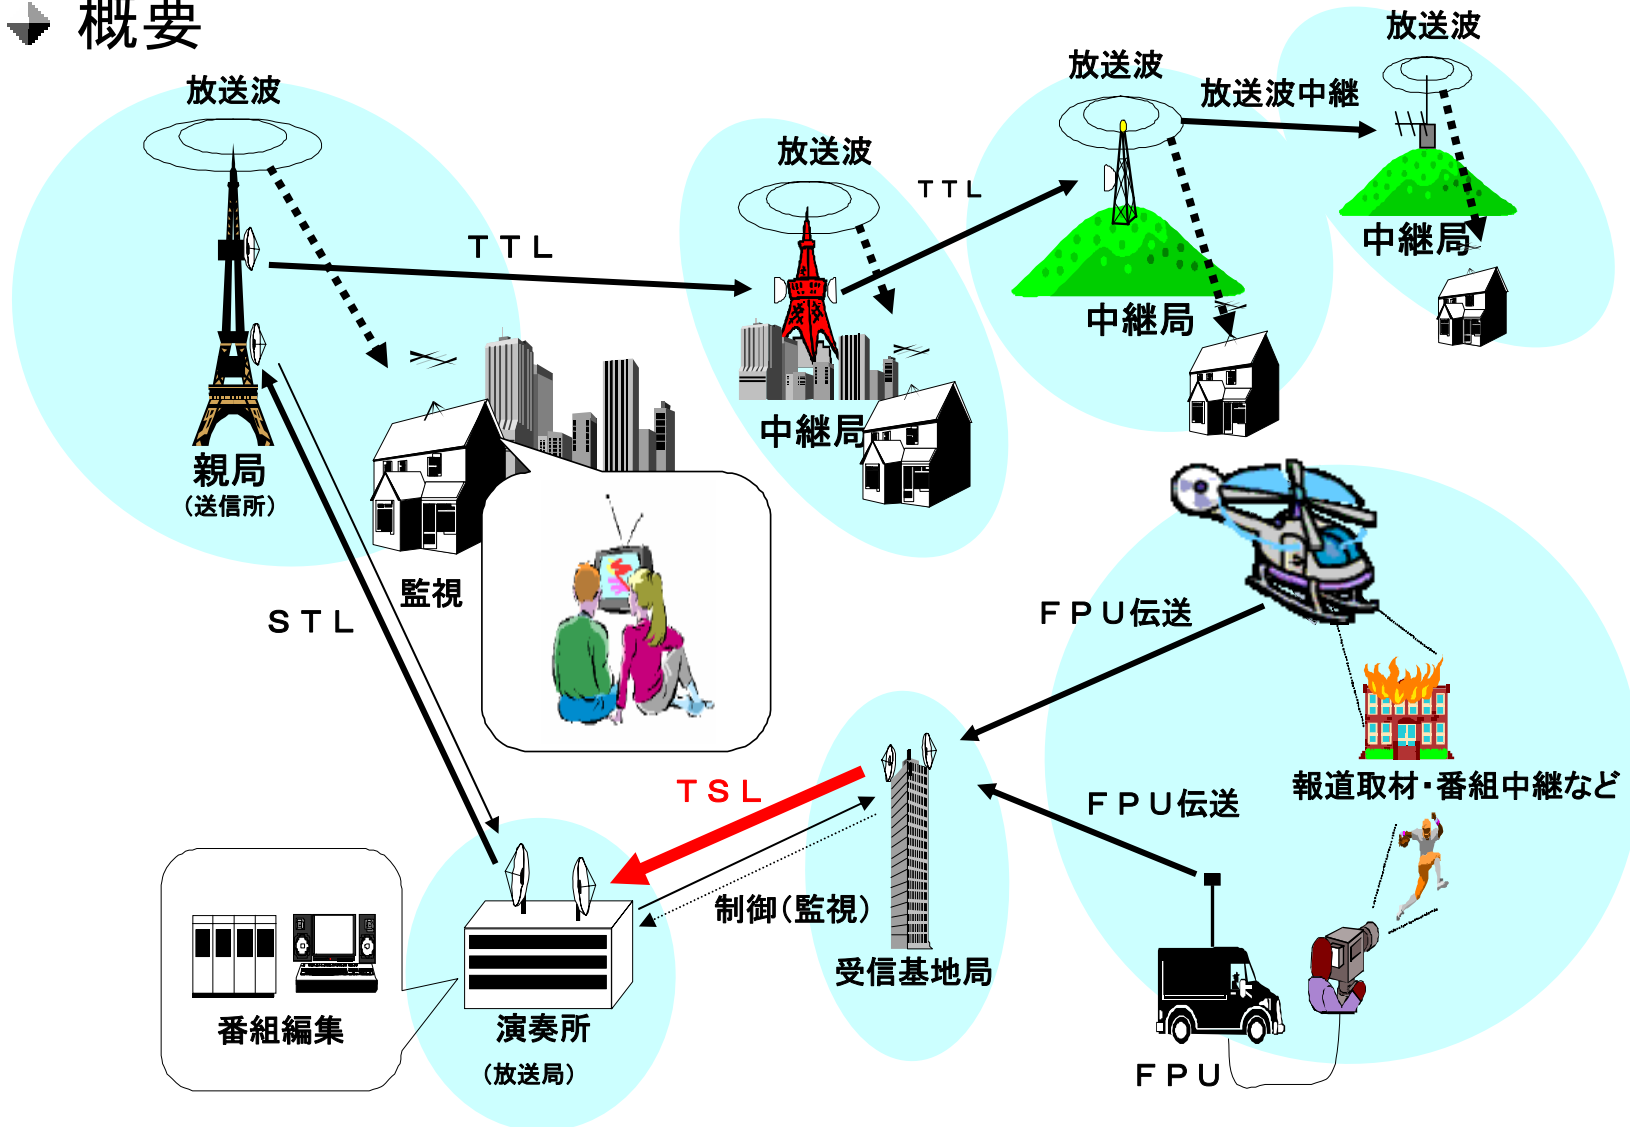 概要
放送波
放送波
放送波
放送波中継
放送波
ＴＴＬ
ＴＴＬ
中継局
中継局
中継局
親局
(送信所)
監視
ＳＴＬ
ＦＰＵ伝送
ＴＳＬ
ＦＰＵ伝送
報道取材・番組中継など
制御(監視)
受信基地局
番組編集
演奏所
(放送局)
ＦＰＵ